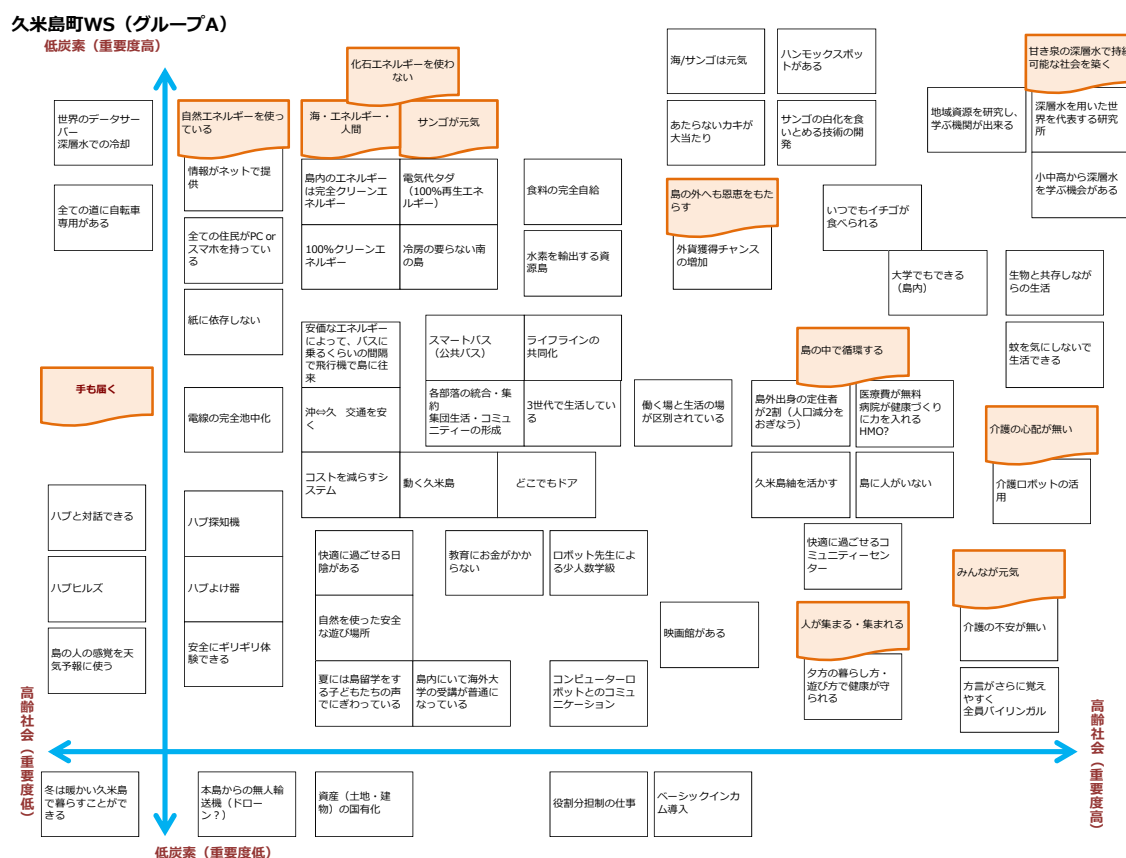 久米島町WS（グループA）
低炭素（重要度高）
化石エネルギーを使わ
ない
海/サンゴは元気
ハンモックスポッ
トがある
甘き泉の深層水で持続
可能な社会を築く
世界のデータサー
バー
深層水での冷却
自然エネルギーを使っ
ている
海・エネルギー・
人間
サンゴが元気
あたらないカキが
大当たり
サンゴの白化を食
いとめる技術の開
発
地域資源を研究し、
学ぶ機関が出来る
深層水を用いた世
界を代表する研究
所
情報がネットで提
供
島内のエネルギー
は完全クリーンエ
ネルギー
電気代タダ
（100%再生エネ
ルギー）
食料の完全自給
島の外へも恩恵をもた
らす
小中高から深層水
を学ぶ機会がある
全ての道に自転車
専用がある
いつでもイチゴが
食べられる
全ての住民がPC or
スマホを持っている
100%クリーンエ
ネルギー
冷房の要らない南
の島
水素を輸出する資
源島
外貨獲得チャンス
の増加
大学でもできる
（島内）
生物と共存しなが
らの生活
紙に依存しない
安価なエネルギー
によって、バスに
乗るくらいの間隔
で飛行機で島に往
来
スマートバス
（公共バス）
ライフラインの
共同化
島の中で循環する
蚊を気にしないで
生活できる
手も届く
電線の完全池中化
沖⇔久　交通を安
く
各部落の統合・集
約
集団生活・コミュ
ニティーの形成
3世代で生活してい
る
働く場と生活の場
が区別されている
島外出身の定住者
が2割（人口減分を
おぎなう）
医療費が無料
病院が健康づくり
に力を入れる
HMO?
介護の心配が無い
コストを減らすシ
ステム
動く久米島
どこでもドア
久米島紬を活かす
島に人がいない
介護ロボットの活
用
ハブと対話できる
ハブ探知機
快適に過ごせる日
陰がある
教育にお金がかか
らない
ロボット先生によ
る少人数学級
快適に過ごせるコ
ミュニティーセン
ター
みんなが元気
ハブヒルズ
ハブよけ器
自然を使った安全
な遊び場所
映画館がある
人が集まる・集まれる
介護の不安が無い
島の人の感覚を天
気予報に使う
安全にギリギリ体
験できる
夏には島留学をす
る子どもたちの声
でにぎわっている
島内にいて海外大
学の受講が普通に
なっている
コンピューターロ
ボットとのコミュ
ニケーション
夕方の暮らし方・
遊び方で健康が守
られる
方言がさらに覚え
やすく
全員バイリンガル
高齢社会（重要度低）
高齢社会（重要度高）
冬は暖かい久米島
で暮らすことがで
きる
本島からの無人輸
送機（ドロー
ン？）
資産（土地・建
物）の国有化
役割分担制の仕事
ベーシックインカ
ム導入
低炭素（重要度低）